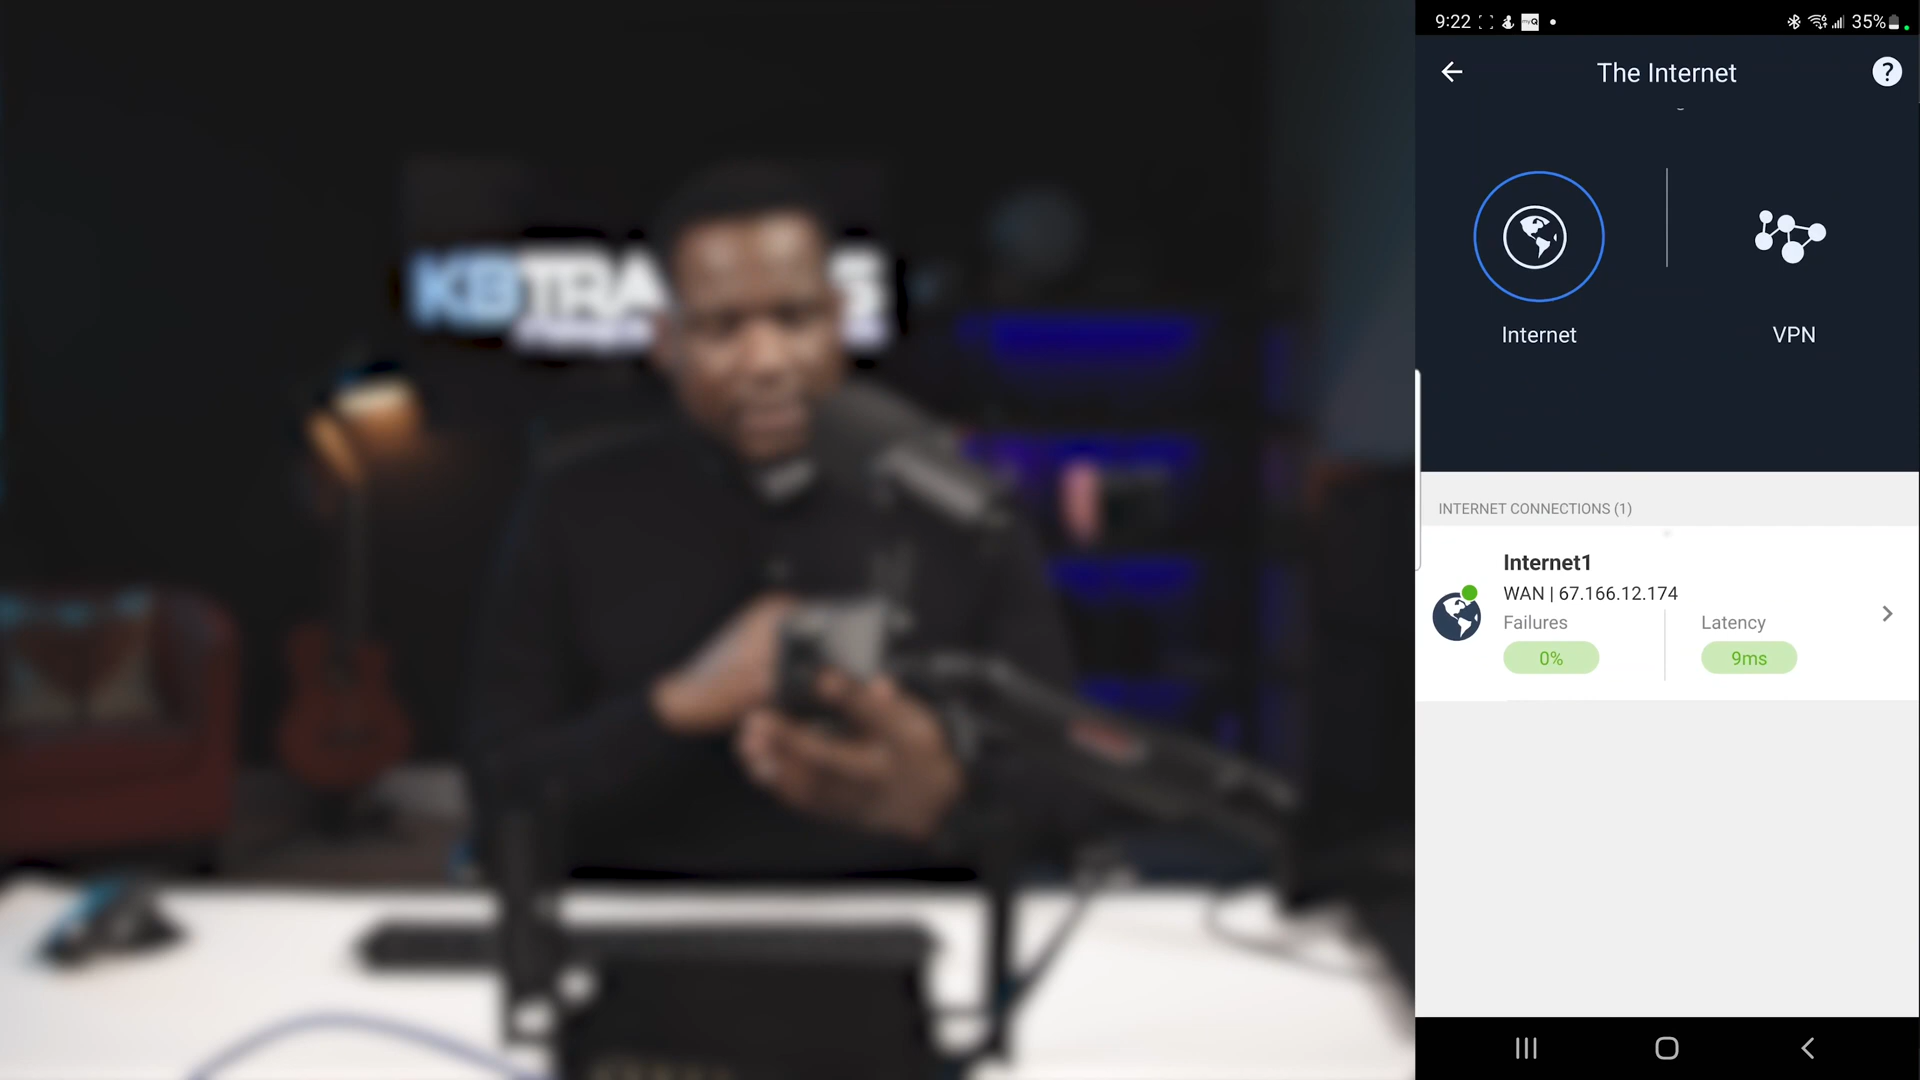 KBTRA S
9:22
35%
The Internet
?
Internet
VPN
INTERNET CONNECTIONS (1)
Internet1
WAN | 67.166.12.174
Failures
Latency
0%
9ms